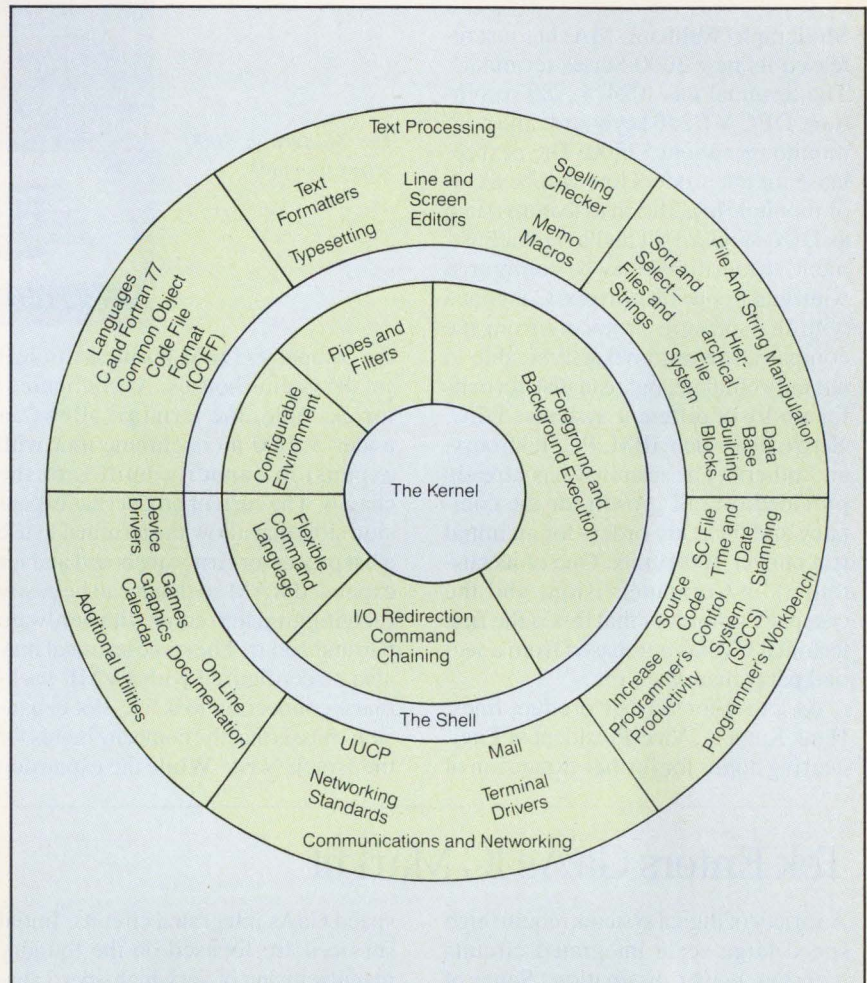 Text Processing
Text
Formatters
Typesetting
Line and
Screen
Editors
Spelling
Checker
Memo
Macros
File And String Manipulation
Sort and
Select
Files and
Strings
Hier-
archical
File
System
Data
Base
Building
Blocks
Languages
C and Fortran 77
Common Object
Code File
Format
(COFF)
Pipes and
Filters
Configurable
Environment
Foreground and
Background Execution
The Kernel
Flexible
Command
Language
I/O Redirection
Command
Chaining
The Shell
Device
Drivers
Games
Graphics
Calendar
On Line
Documentation
Additional Utilities
UUCP
Networking
Standards
Mail
Terminal
Drivers
Communications and Networking
Increase
Programmer's
Productivity
Source
Code
Control
System
(SCCS)
SC File
Time and
Date
Stamping
Programmer's Workbench